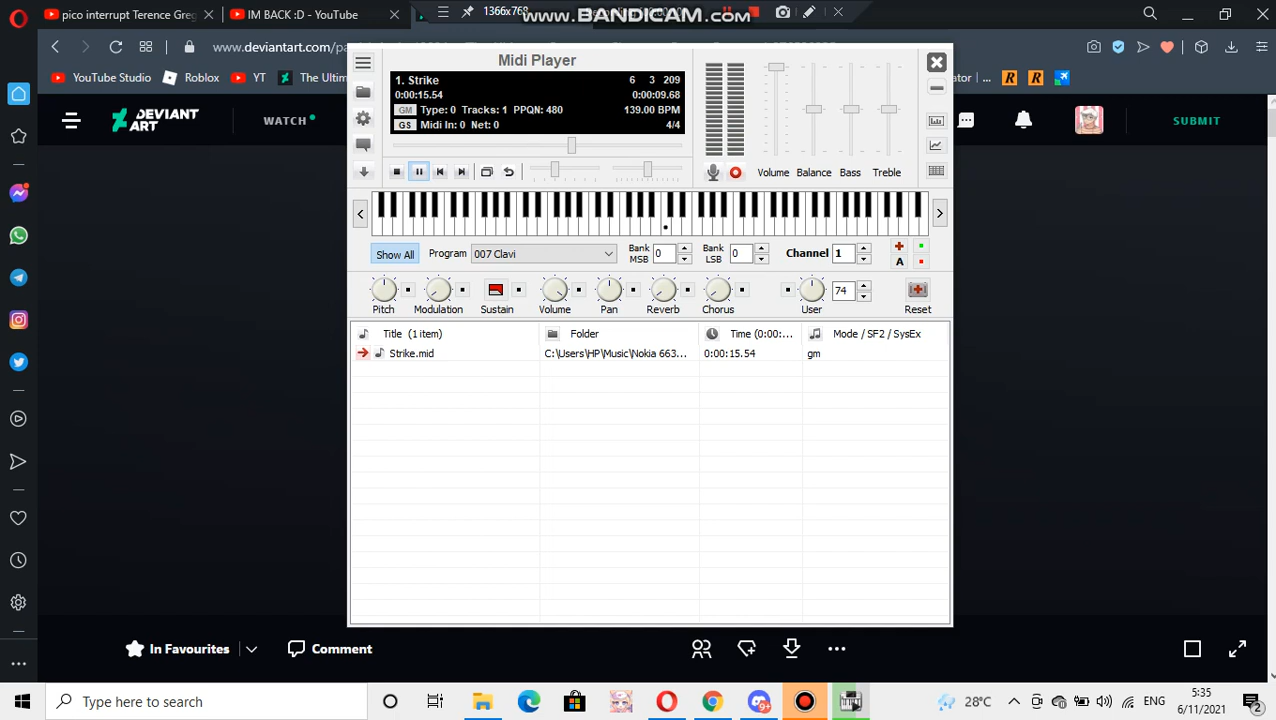 pico interrupt Terence Greg
IM BACK :D - YouTube
1366x768
www.BANDICAM.com
www.deviantart.com/pa
YouTube Studio
Roblox
YT
The Ultim
ator | ...
DEVIANT ART
WATCH
SUBMIT
Midi Player
1. Strike
6 3 209
0:00:15.54
0:00:09.68
GM Type: 0 Tracks: 1 PPQN: 480
139.00 BPM
GS Midi In: 0 Net: 0
4/4
Volume
Balance
Bass
Treble
Show All
Program
007 Clavi
Bank MSB
0
Bank LSB
0
Channel
1
A
74
Pitch
Modulation
Sustain
Volume
Pan
Reverb
Chorus
User
Reset
Title (1 item)
Folder
Time (0:00:...
Mode / SF2 / SysEx
Strike.mid
C:\Users\HP\Music\Nokia 663...
0:00:15.54
gm
In Favourites
Comment
Type here to search
9+
28°C
ENG
5:35
6/11/2021
2